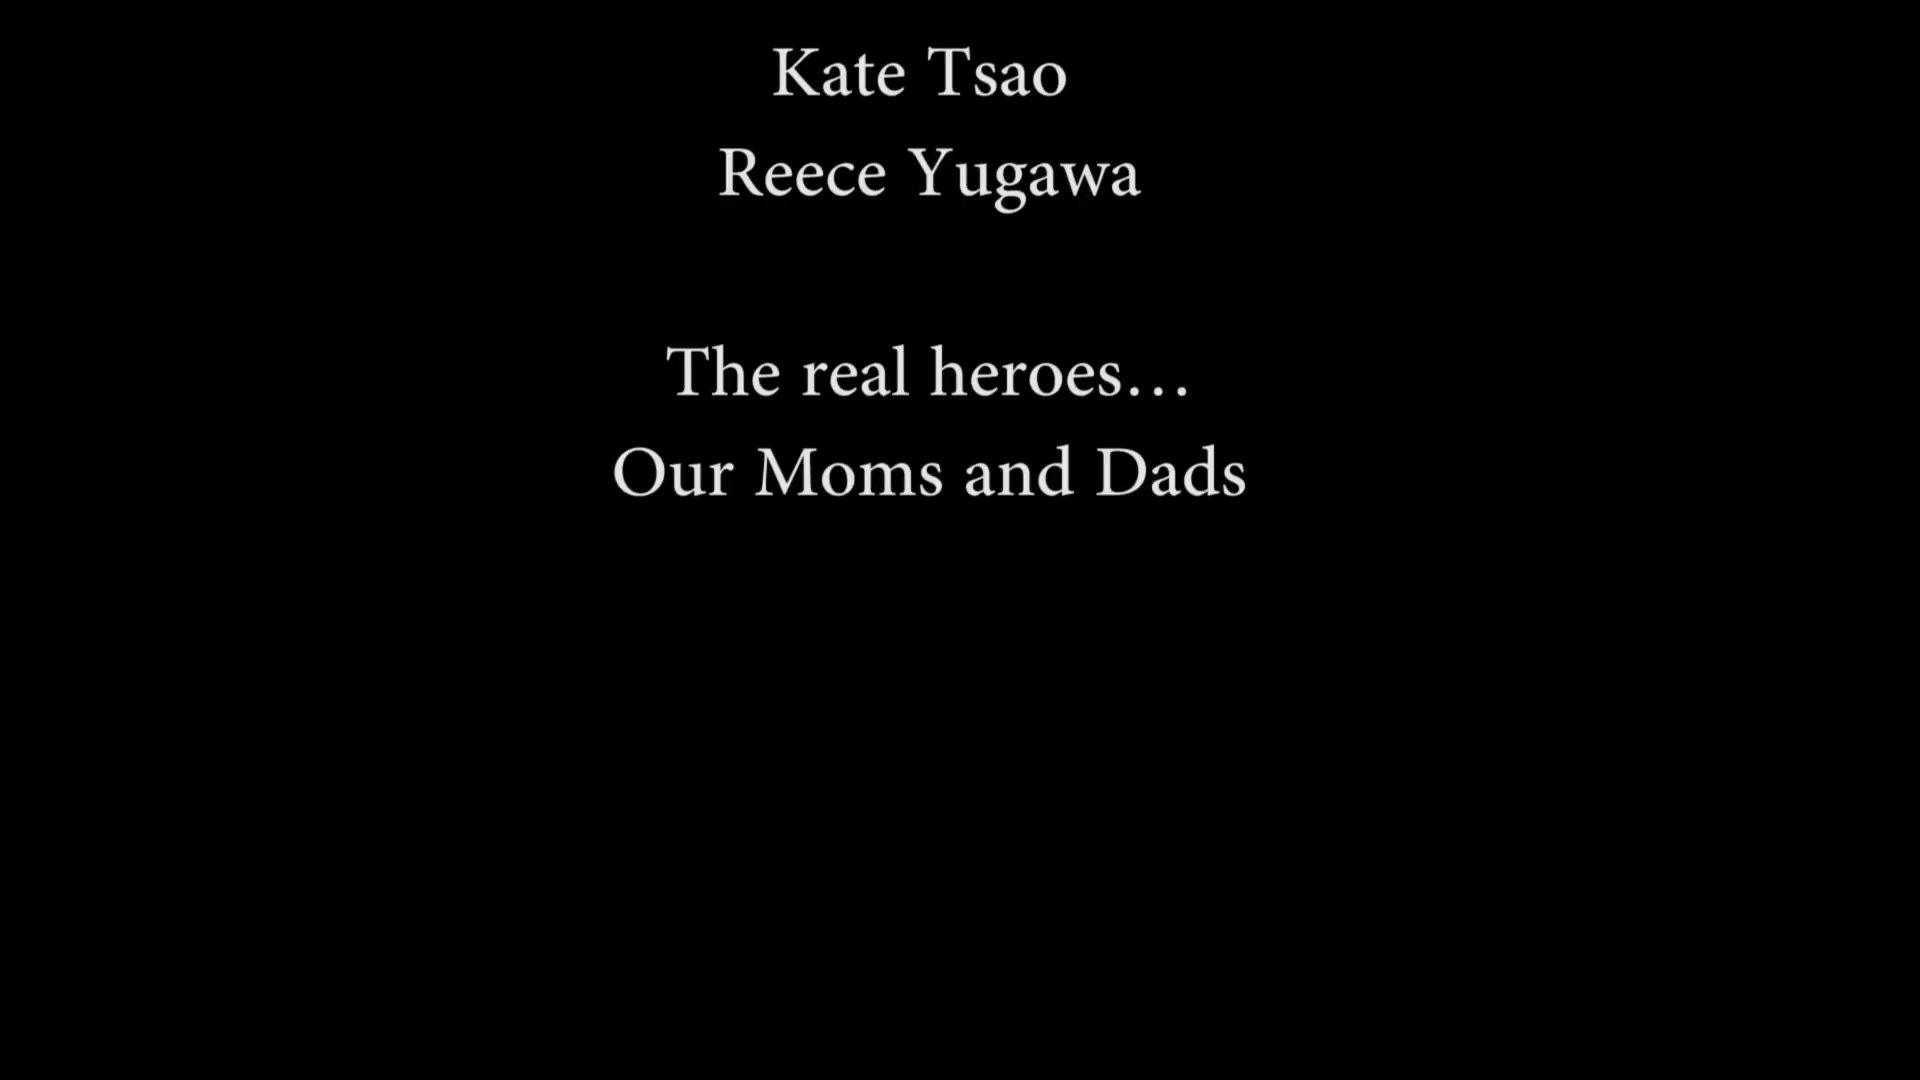 Kate Tsao
Reece Yugawa
The real heroes…
Our Moms and Dads